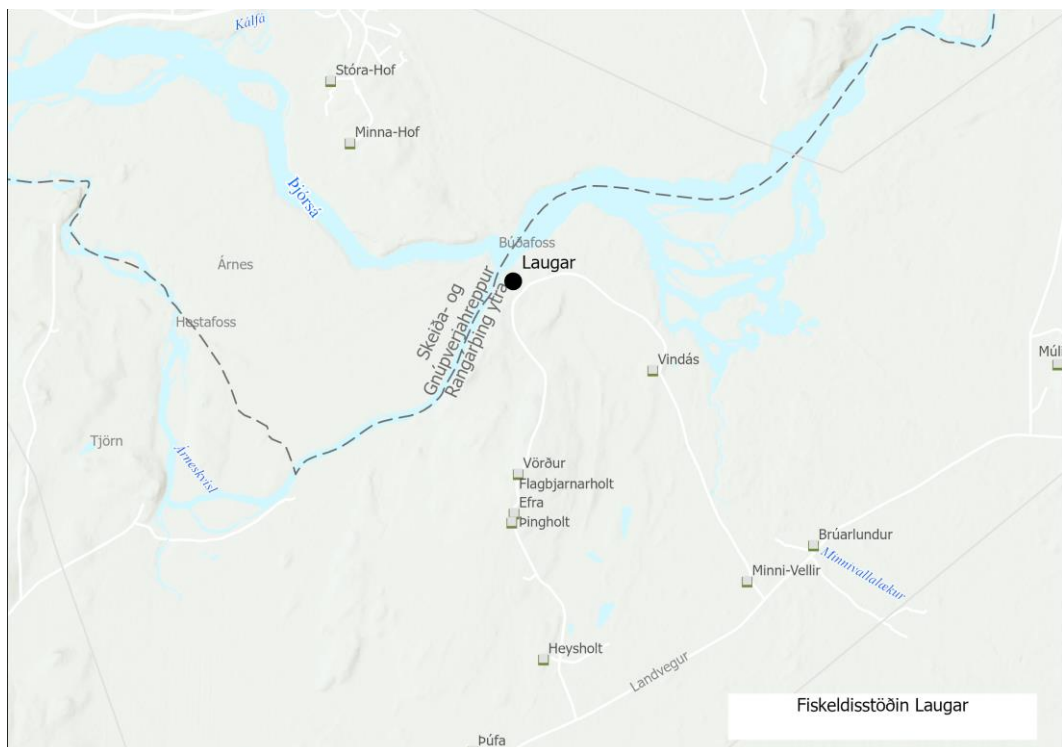 Kálfá
Stóra-Hof
Minna-Hof
Þjórsá
Búðafoss
Laugar
Árnes
Skeiða- og
Gnúpverjahreppur
Rangárþing ytra
Hestafoss
Vindás
Múli
Tjörn
Árneskvísl
Vörður
Flagbjarnarholt
Efra
Þingholt
Brúarlundur
Minnivallalækur
Minni-Vellir
Heysholt
Landvegur
Fiskeldisstöðin Laugar
Þúfa